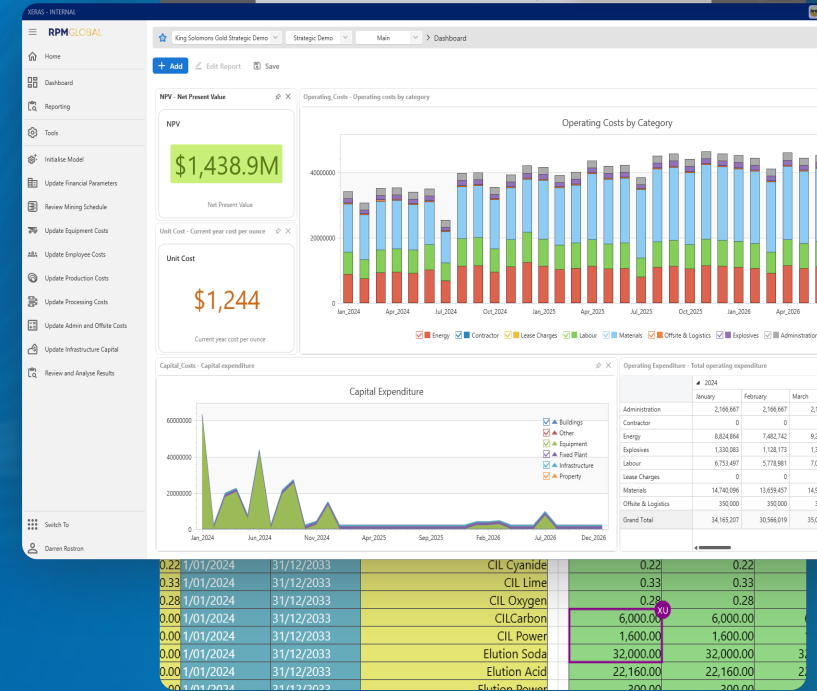 XERAS - INTERNAL
RPMGLOBAL
King Solomons Gold Strategic Demo Strategic Demo Main > Dashboard
Home
+ Add Edit Report Save
Dashboard
Reporting
Tools
Initialise Model
Update Financial Parameters
Review Mining Schedule
Update Equipment Costs
Update Employee Costs
Update Production Costs
Update Processing Costs
Update Admin and Offsite Costs
Update Infrastructure Capital
Review and Analyse Results
Switch To
Darren Rostron
NPV - Net Present Value
NPV
$1,438.9M
Net Present Value
Unit Cost - Current year cost per ounce
Unit Cost
$1,244
Current year cost per ounce
Operating_Costs - Operating costs by category
Operating Costs by Category
40000000
20000000
0
Jan_2024 Apr_2024 Jul_2024 Oct_2024 Jan_2025 Apr_2025 Jul_2025 Oct_2025 Jan_2026 Apr_2026
Energy Contractor Lease Charges Labour Materials Offsite & Logistics Explosives Administration
Capital_Costs - Capital expenditure
Capital Expenditure
60000000
40000000
20000000
0
Buildings
Other
Equipment
Fixed Plant
Infrastructure
Property
Jan_2024 Jun_2024 Nov_2024 Apr_2025 Sep_2025 Feb_2026 Jul_2026 Dec_2026
Operating Expenditure - Total operating expenditure
2024
January February March
Administration 2,166,667 2,166,667
Contractor 0 0
Energy 8,824,864 7,482,742
Explosives 1,330,083 1,128,173
Labour 6,753,497 5,778,981
Lease Charges 0 0
Materials 14,740,096 13,659,457
Offsite & Logistics 350,000 350,000
Grand Total 34,165,207 30,566,019
0.22 1/01/2024 31/12/2033 CIL Cyanide 0.22 0.22
0.33 1/01/2024 31/12/2033 CIL Lime 0.33 0.33
0.28 1/01/2024 31/12/2033 CIL Oxygen 0.28 0.28
XU
0.00 1/01/2024 31/12/2033 CILCarbon 6,000.00 6,000.00
0.00 1/01/2024 31/12/2033 CIL Power 1,600.00 1,600.00
0.00 1/01/2024 31/12/2033 Elution Soda 32,000.00 32,000.00
0.00 1/01/2024 31/12/2033 Elution Acid 22,160.00 22,160.00
1/01/2024 31/12/2033 Elution Power 300.00 300.00